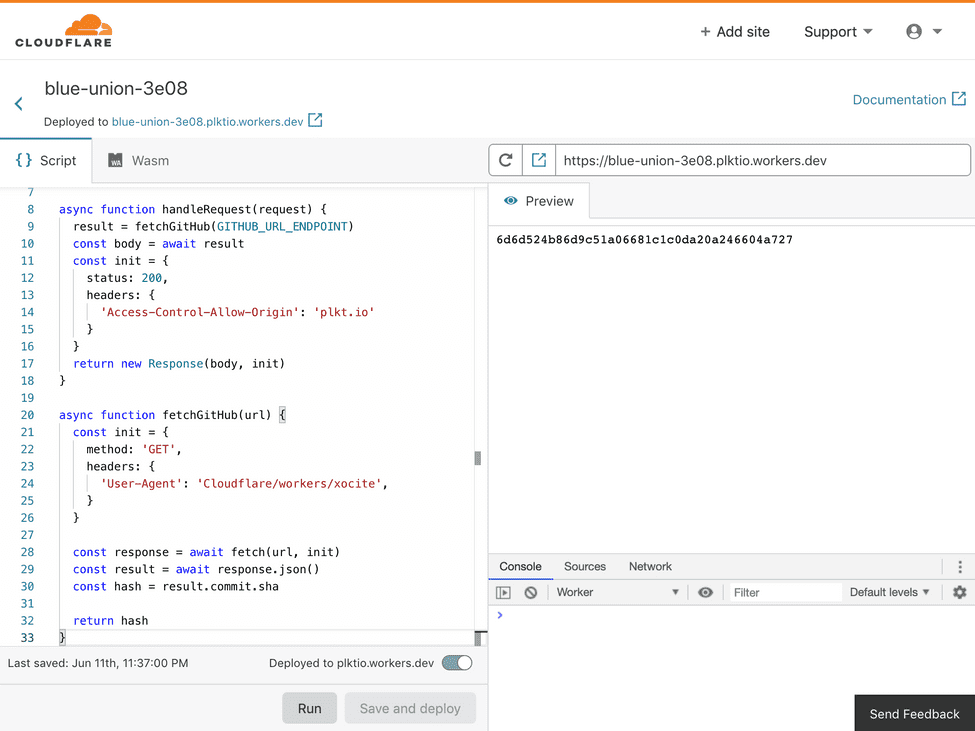 CLOUDFLARE
+ Add site
Support
blue-union-3e08
Deployed to blue-union-3e08.plktio.workers.dev
Documentation
{} Script
WA Wasm
https://blue-union-3e08.plktio.workers.dev
Preview
7
8 async function handleRequest(request) {
9 result = fetchGitHub(GITHUB_URL_ENDPOINT)
10 const body = await result
11 const init = {
12 status: 200,
13 headers: {
14 'Access-Control-Allow-Origin': 'plkt.io'
15 }
16 }
17 return new Response(body, init)
18 }
19
20 async function fetchGitHub(url) {
21 const init = {
22 method: 'GET',
23 headers: {
24 'User-Agent': 'Cloudflare/workers/xocite',
25 }
26 }
27
28 const response = await fetch(url, init)
29 const result = await response.json()
30 const hash = result.commit.sha
31
32 return hash
33 }
Last saved: Jun 11th, 11:37:00 PM
Deployed to plktio.workers.dev
Run
Save and deploy
6d6d524b86d9c51a06681c1c0da20a246604a727
Console
Sources
Network
Worker
Filter
Default levels
>
Send Feedback